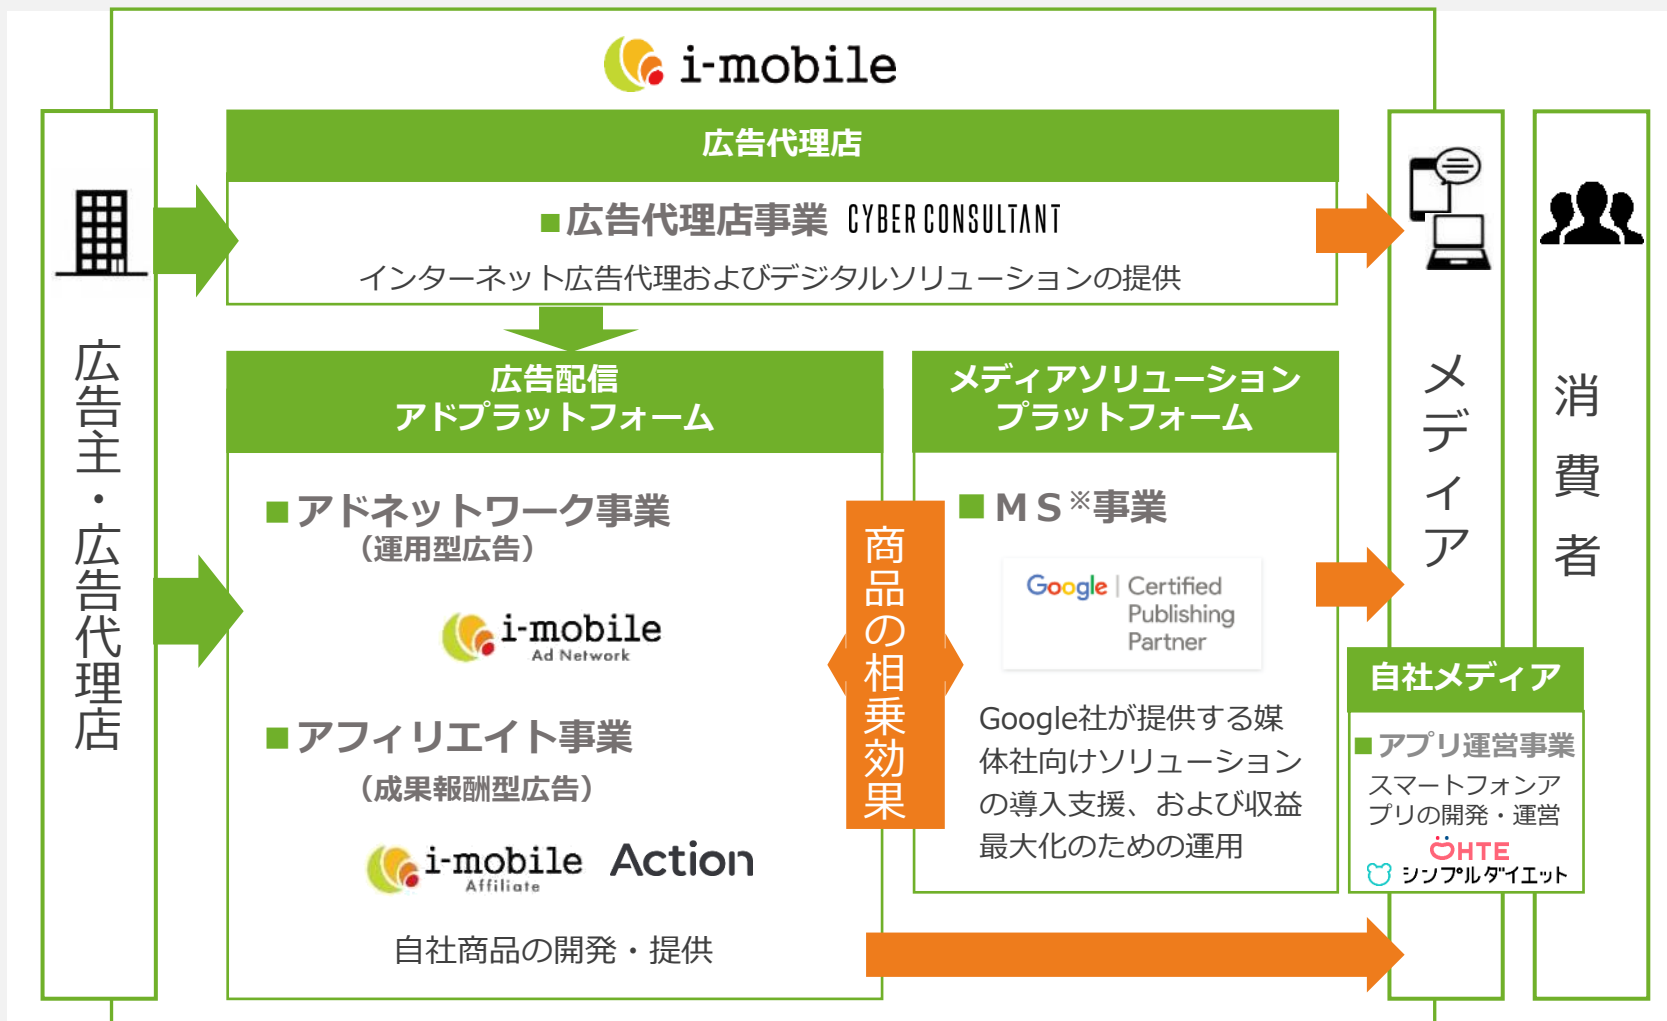 i-mobile
広告代理店
■広告代理店事業 CYBER CONSULTANT
インターネット広告代理およびデジタルソリューションの提供
広告主・広告代理店
広告配信
アドプラットフォーム
■アドネットワーク事業
（運用型広告）
i-mobile
Ad Network
■アフィリエイト事業
（成果報酬型広告）
i-mobile
Affiliate
Action
自社商品の開発・提供
商品の相乗効果
メディアソリューション
プラットフォーム
■ＭＳ※事業
Google | Certified
Publishing
Partner
Google社が提供する媒
体社向けソリューション
の導入支援、および収益
最大化のための運用
メディア
消費者
自社メディア
■アプリ運営事業
スマートフォンア
プリの開発・運営
OHTE
シンプルダイエット